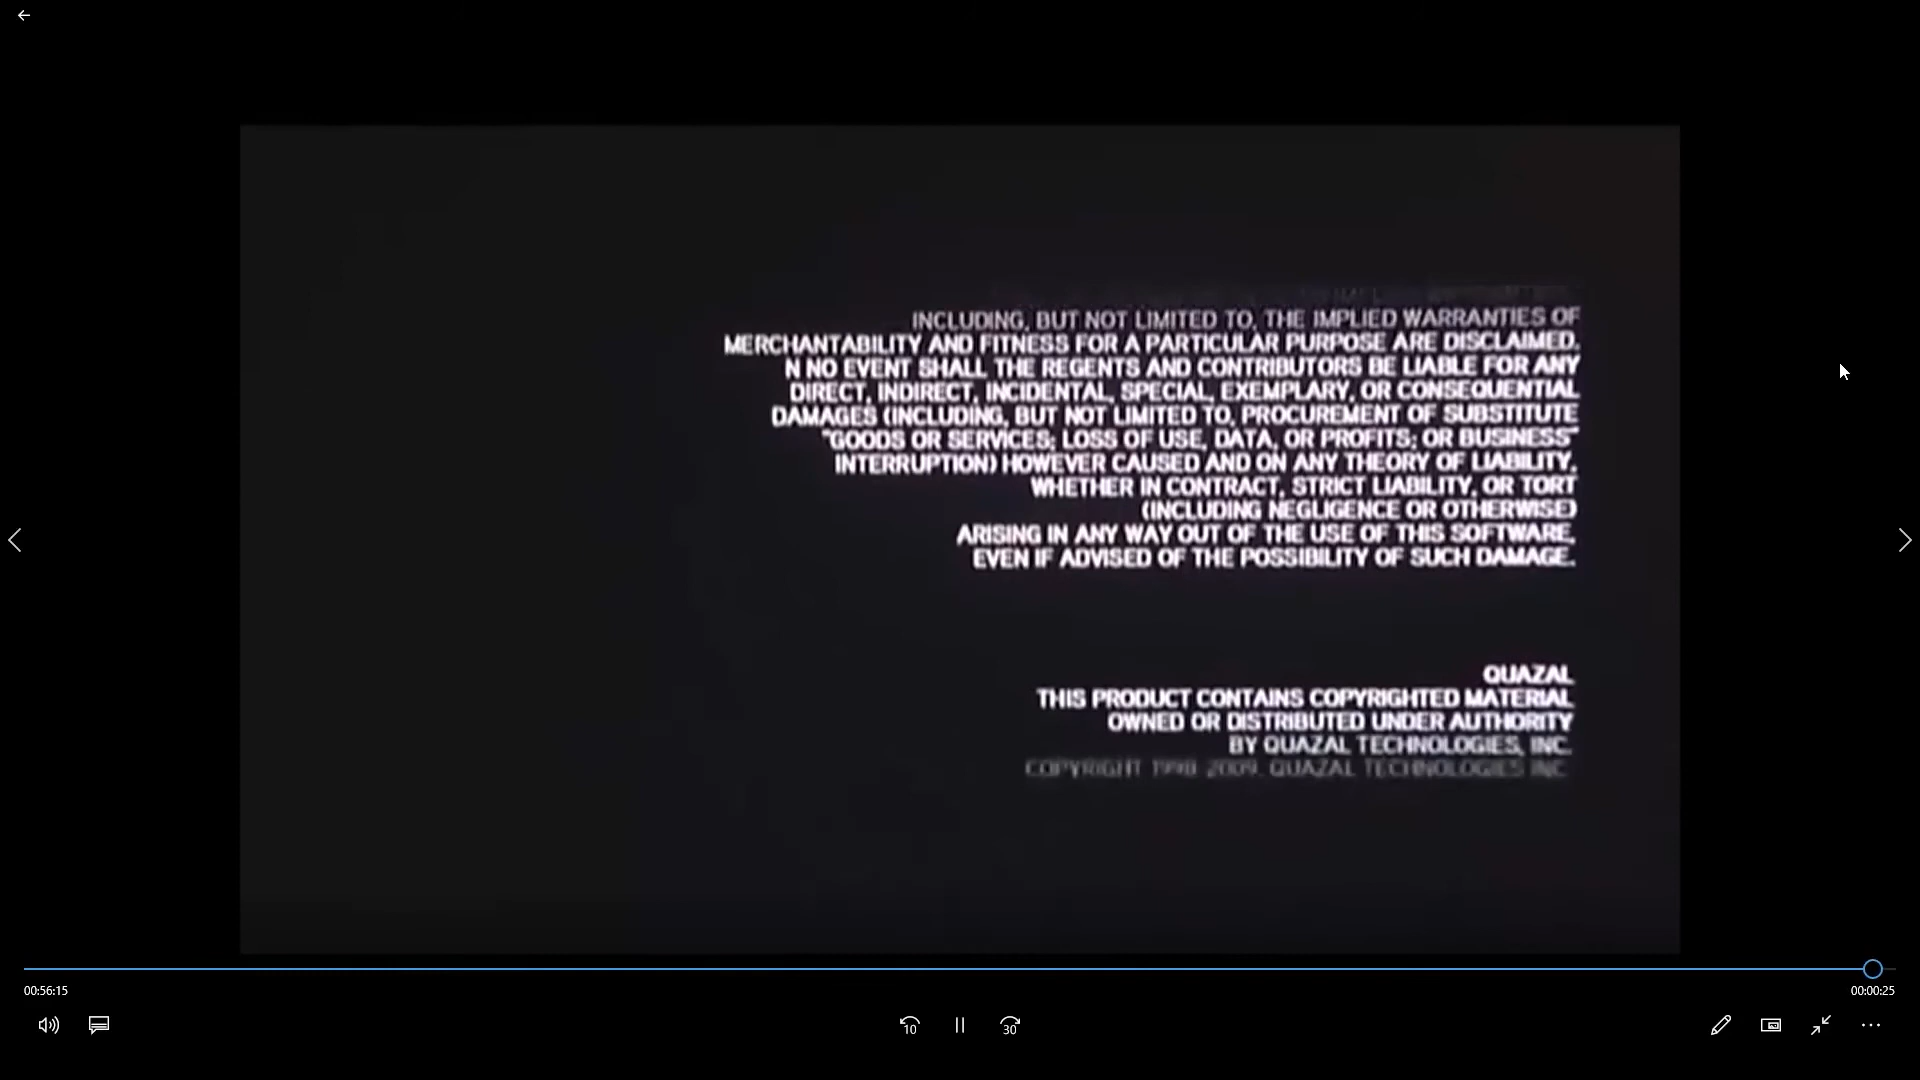 INCLUDING, BUT NOT LIMITED TO, THE IMPLIED WARRANTIES OF
MERCHANTABILITY AND FITNESS FOR A PARTICULAR PURPOSE ARE DISCLAIMED.
N NO EVENT SHALL THE REGENTS AND CONTRIBUTORS BE LIABLE FOR ANY
DIRECT, INDIRECT, INCIDENTAL, SPECIAL, EXEMPLARY, OR CONSEQUENTIAL
DAMAGES (INCLUDING, BUT NOT LIMITED TO, PROCUREMENT OF SUBSTITUTE
"GOODS OR SERVICES; LOSS OF USE, DATA, OR PROFITS; OR BUSINESS"
INTERRUPTION) HOWEVER CAUSED AND ON ANY THEORY OF LIABILITY,
WHETHER IN CONTRACT, STRICT LIABILITY, OR TORT
(INCLUDING NEGLIGENCE OR OTHERWISE)
ARISING IN ANY WAY OUT OF THE USE OF THIS SOFTWARE,
EVEN IF ADVISED OF THE POSSIBILITY OF SUCH DAMAGE.
QUAZAL
THIS PRODUCT CONTAINS COPYRIGHTED MATERIAL
OWNED OR DISTRIBUTED UNDER AUTHORITY
BY QUAZAL TECHNOLOGIES, INC.
COPYRIGHT 1998-2009. QUAZAL TECHNOLOGIES INC.
00:56:15
00:00:25
10
30